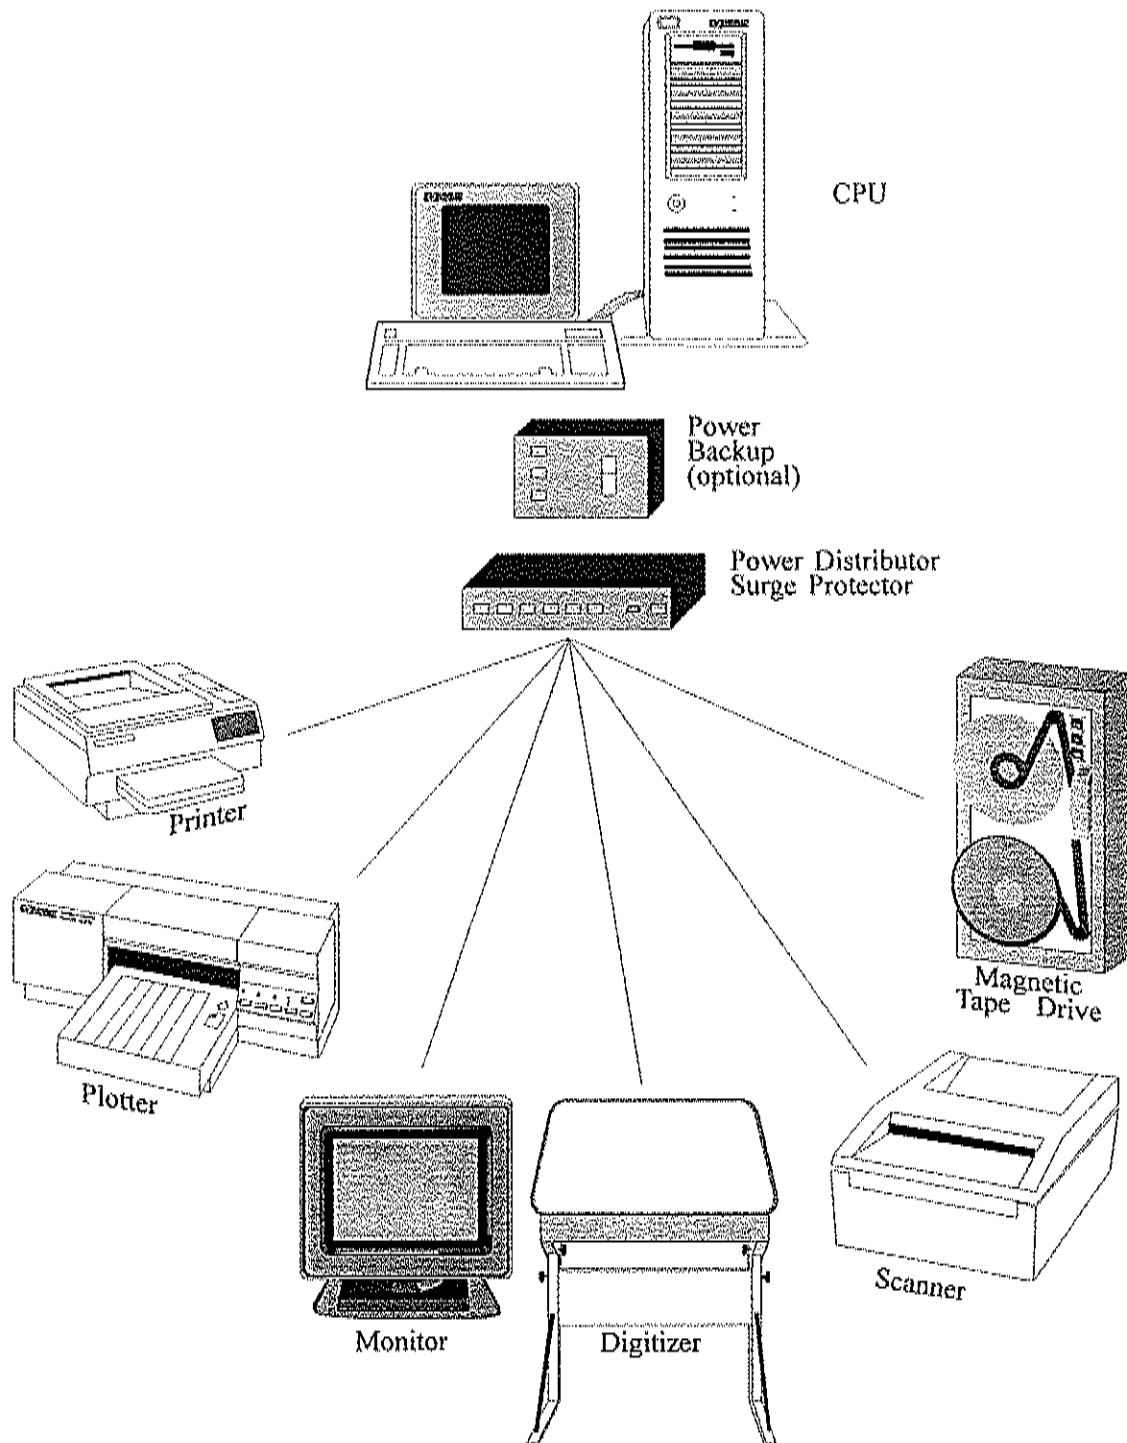 CPU
Power
Backup
(optional)
Power Distributor
Surge Protector
Printer
Magnetic
Tape Drive
Plotter
Scanner
Monitor
Digitizer